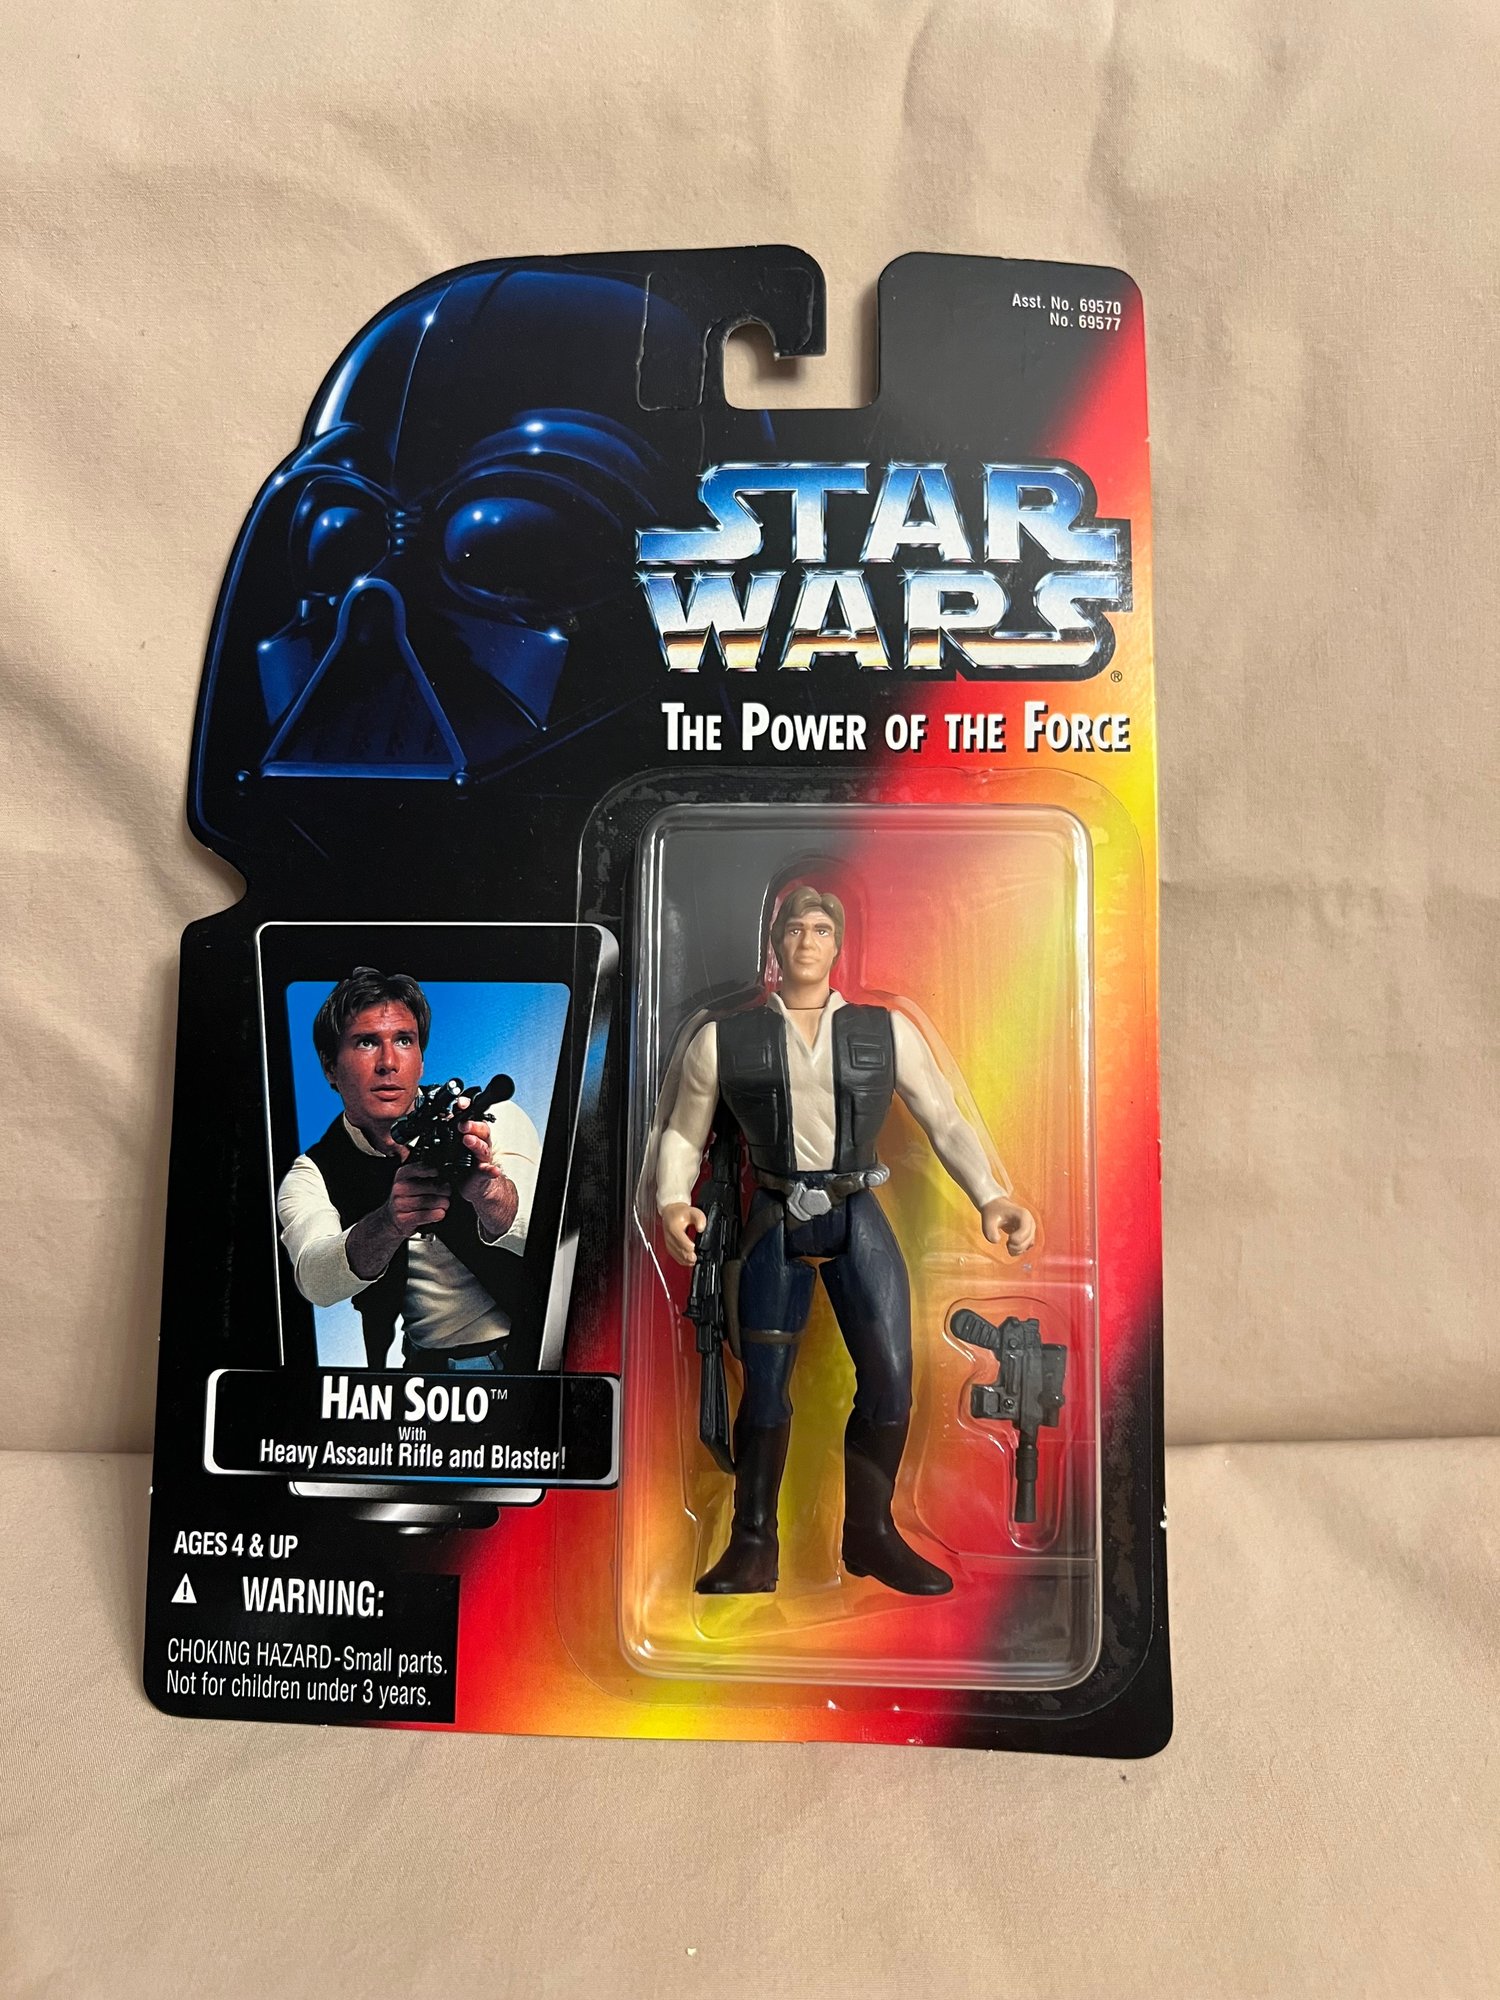 Asst. No. 69570
No. 69577
STAR
WARS®
THE POWER OF THE FORCE
HAN SOLO™
With
Heavy Assault Rifle and Blaster!
AGES 4 & UP
WARNING:
CHOKING HAZARD-Small parts.
Not for children under 3 years.